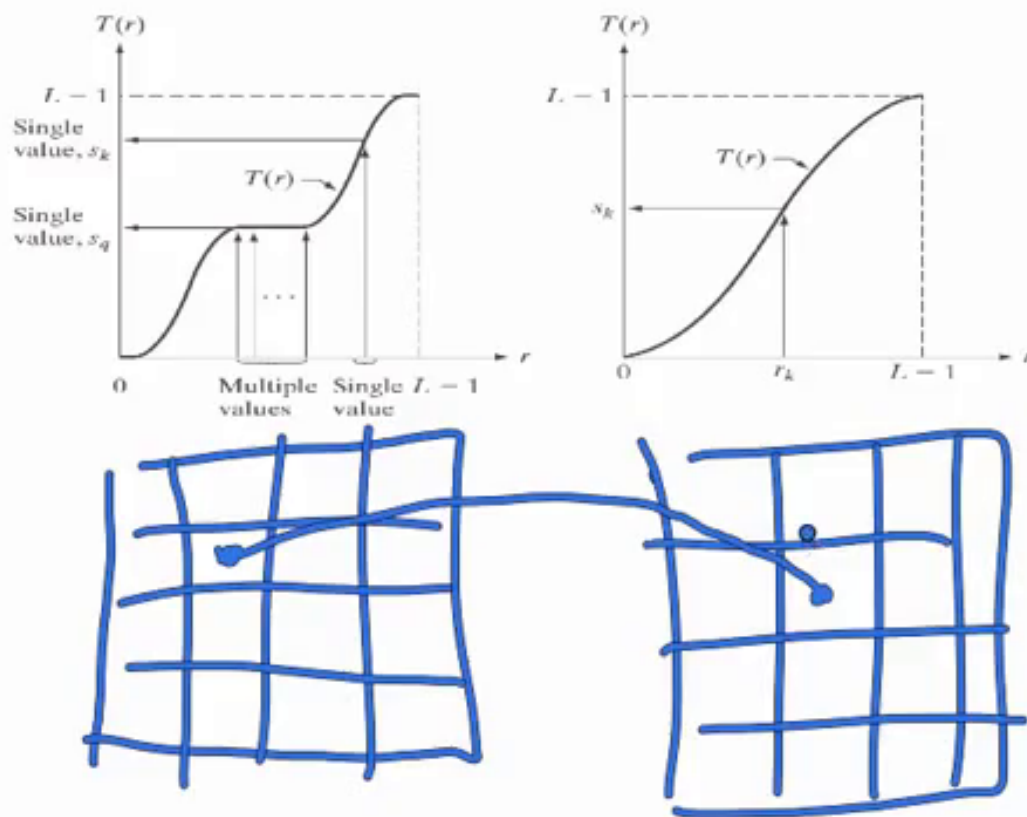 T(r)
L − 1
Single
value, s_k
T(r)
Single
value, s_q
...
r
0
Multiple
values
Single
value
L − 1
T(r)
L − 1
T(r)
s_k
0
r_k
L − 1